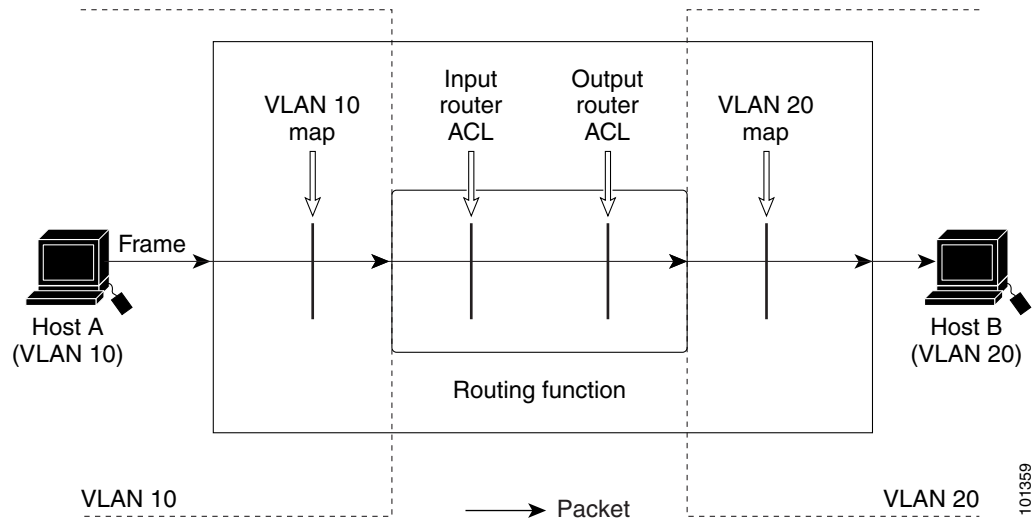 VLAN 10
map
Input
router
ACL
Output
router
ACL
VLAN 20
map
Frame
Host A
(VLAN 10)
Host B
(VLAN 20)
Routing function
VLAN 10
Packet
VLAN 20
101359